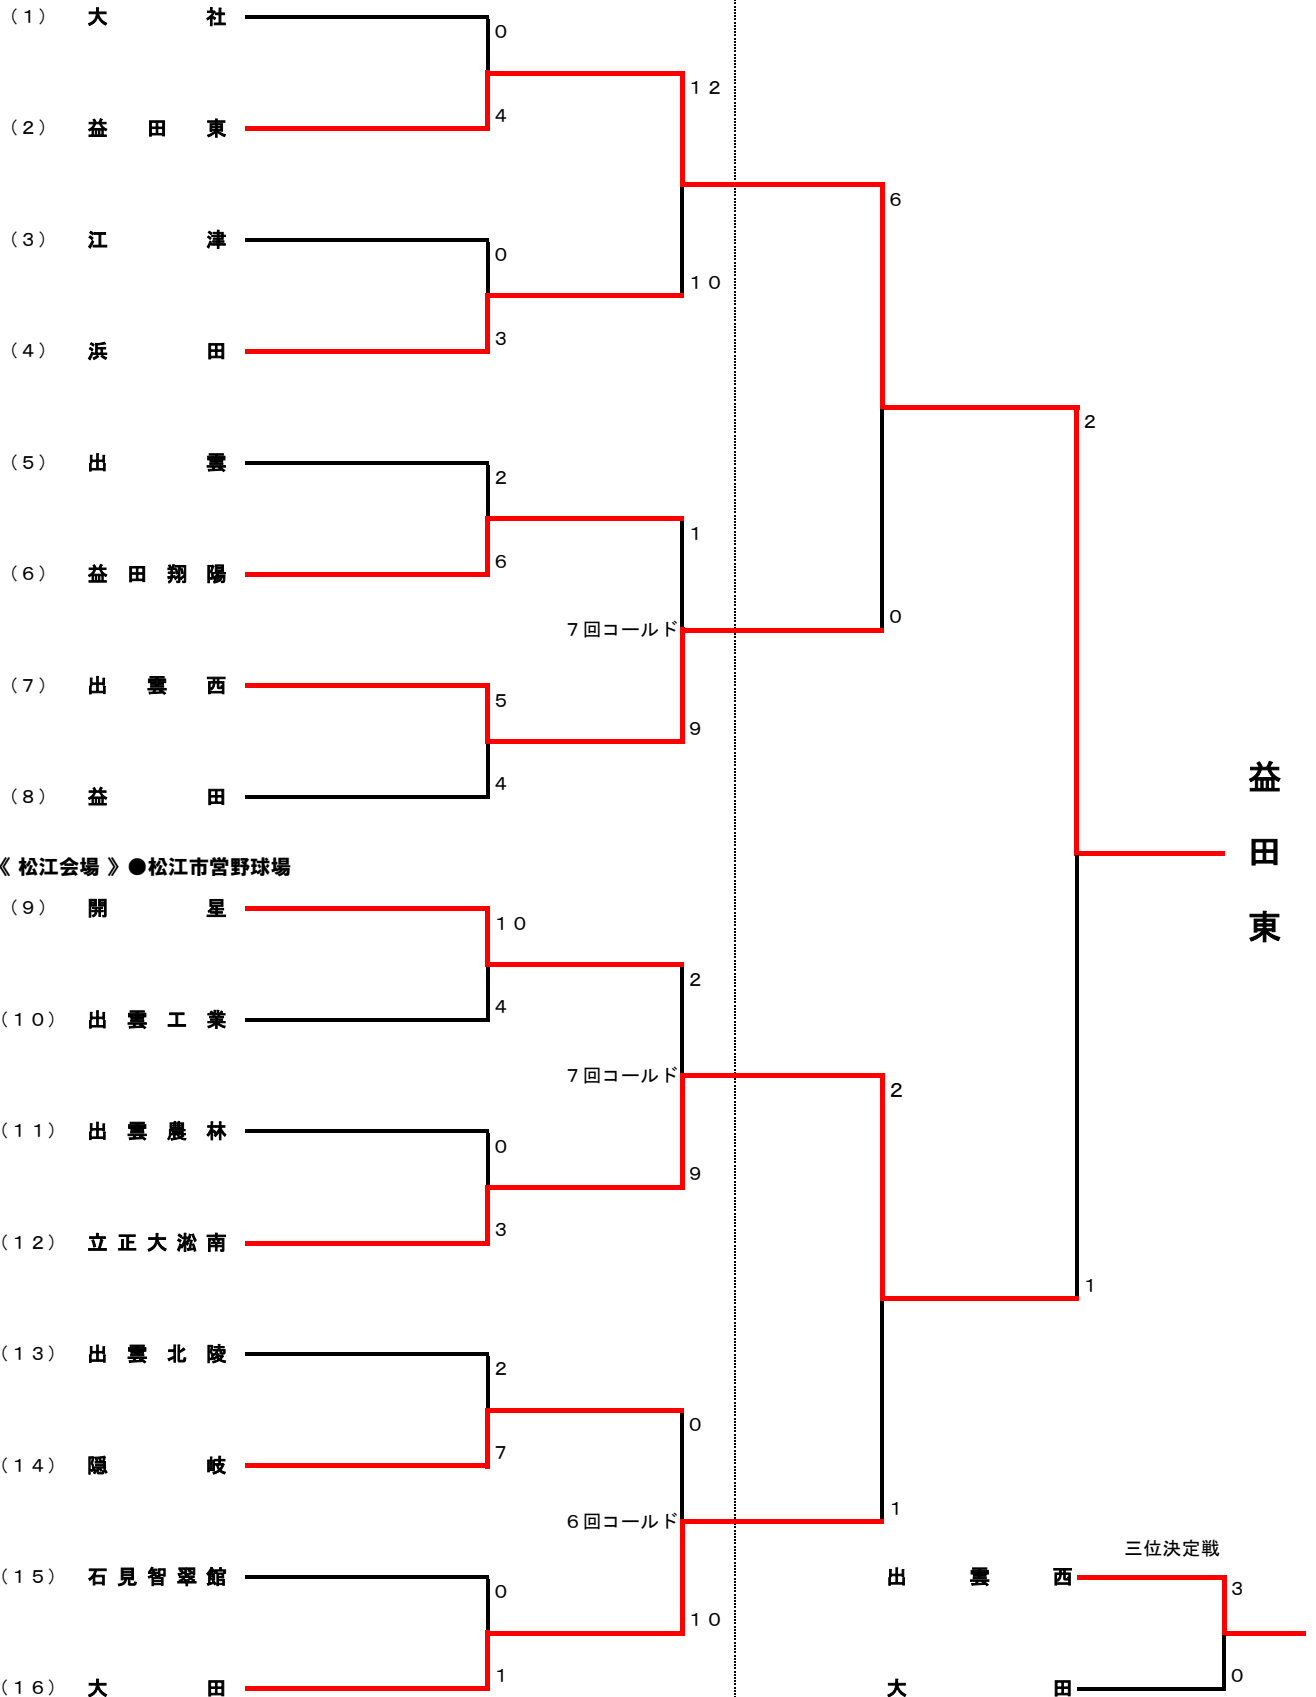 （１） 大社
0
12
（２） 益田東
4
6
（３） 江津
0
10
（４） 浜田
3
2
（５） 出雲
2
1
（６） 益田翔陽
6
７回コールド
0
（７） 出雲西
5
9
（８） 益田
4
益田東
《 松江会場 》●松江市営野球場
（９） 開星
10
2
（１０） 出雲工業
4
７回コールド
2
（１１） 出雲農林
0
9
（１２） 立正大淞南
3
1
（１３） 出雲北陵
2
0
（１４） 隠岐
7
６回コールド
1
三位決定戦
（１５） 石見智翠館
0
10
出雲西
3
（１６） 大田
1
大田
0